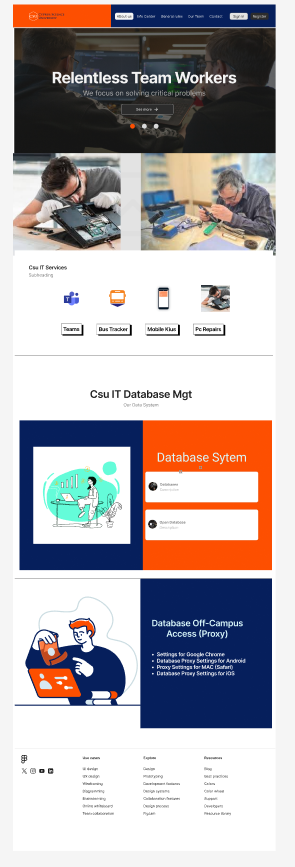 About us
Info Center
General view
Our Team
Contact
Sign in
Register
Relentless Team Workers
We focus on solving critical problems
See more →
Csu IT Services
Subheading
Teams
Bus Tracker
Mobile Kius
Pc Repairs
Csu IT Database Mgt
Our Data System
Database Sytem
Databases
Description
Description
Database Off-Campus
Access (Proxy)
• Settings for Google Chrome
• Database Proxy Settings for Android
• Proxy Settings for MAC (Safari)
• Database Proxy Settings for iOS
Use cases
UI design
UX design
Wireframing
Diagramming
Brainstorming
Online whiteboard
Team collaboration
Explore
Design
Prototyping
Development features
Design systems
Collaboration features
Design process
FigJam
Resources
Blog
Best practices
Colors
Color wheel
Support
Developers
Resource library